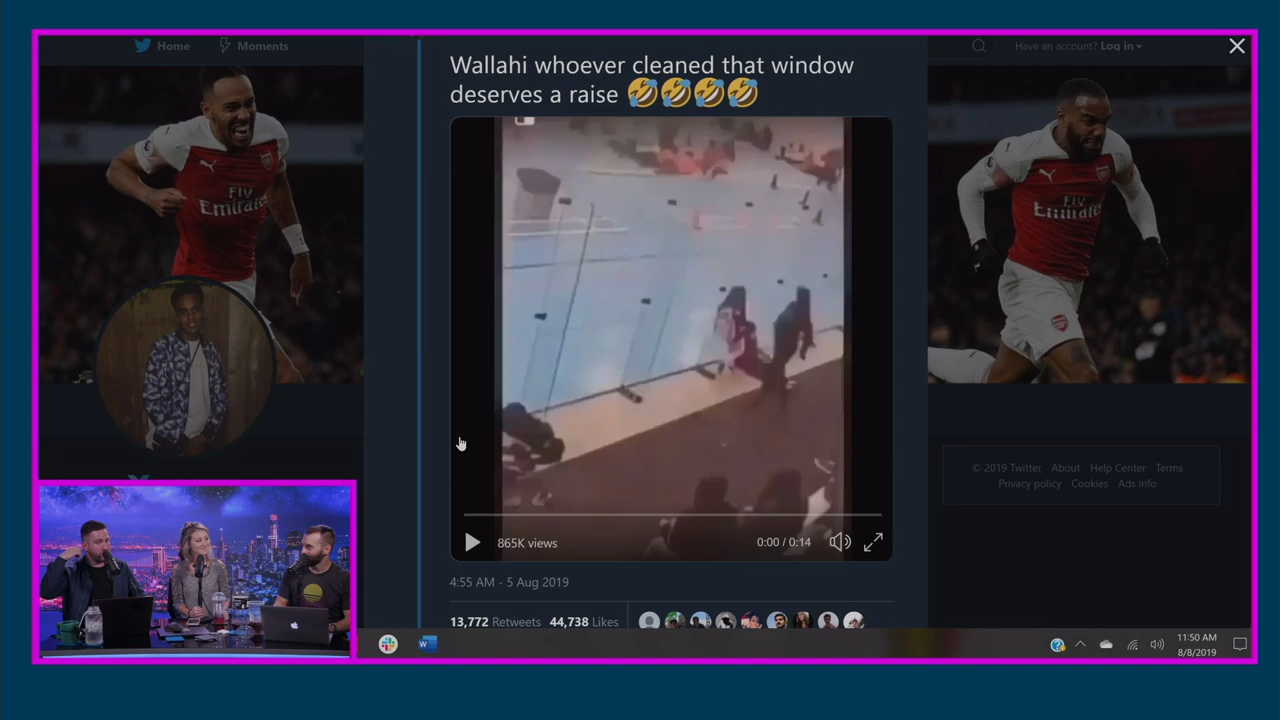 Home
Moments
Have an account? Log in
Wallahi whoever cleaned that window
deserves a raise 🤣🤣🤣🤣
Fly
Emirates
Fly
Emirates
865K views
0:00 / 0:14
4:55 AM - 5 Aug 2019
13,772 Retweets 44,738 Likes
© 2019 Twitter About Help Center Terms
Privacy policy Cookies Ads info
11:50 AM
8/8/2019